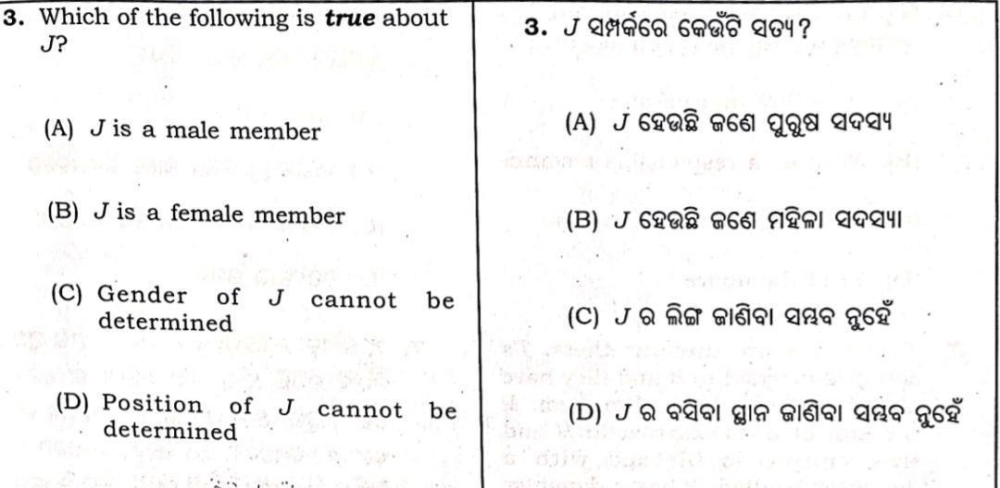 3. Which of the following is true about
J?
(A) J is a male member
(B) J is a female member
(C) Gender of J cannot be
determined
(D) Position of J cannot be
determined
3. J ସମ୍ପର୍କରେ କେଉଁଟି ସତ୍ୟ ?
(A) J ହେଉଛି ଜଣେ ପୁରୁଷ ସଦସ୍ୟ
(B) J ହେଉଛି ଜଣେ ମହିଳା ସଦସ୍ୟା
(C) J ର ଲିଙ୍ଗ ଜାଣିବା ସମ୍ଭବ ନୁହେଁ
(D) J ର ବସିବା ସ୍ଥାନ ଜାଣିବା ସମ୍ଭବ ନୁହେଁ